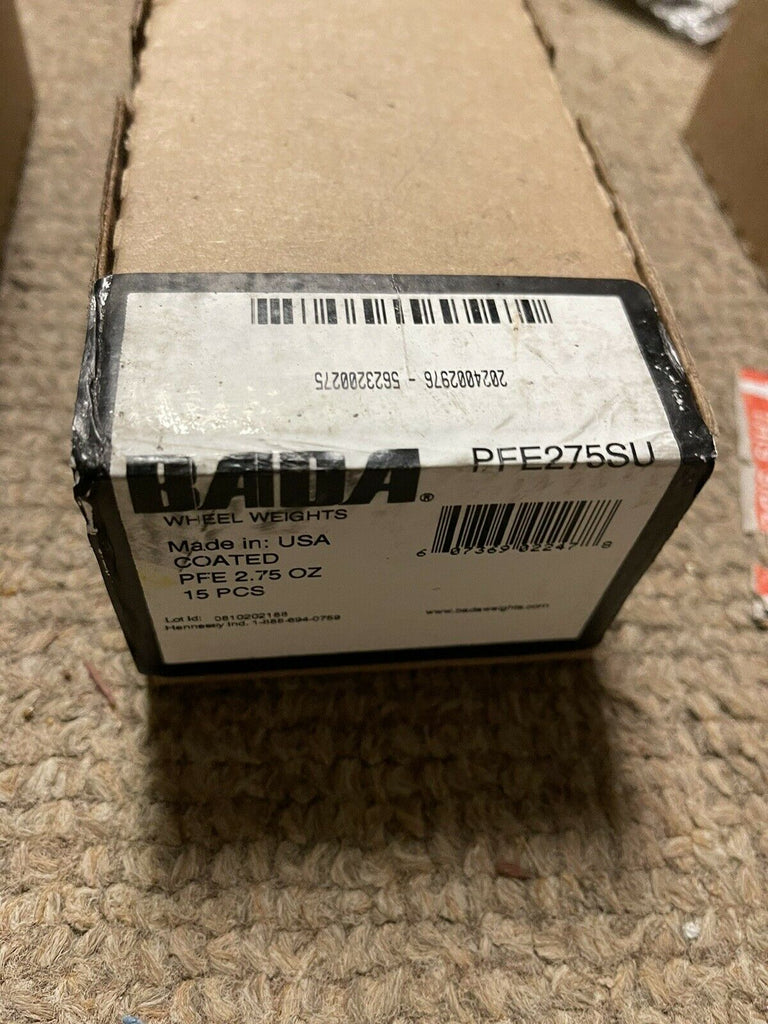 2024002976 - 5623200275
BADA®
PFE275SU
WHEEL WEIGHTS
Made in: USA
COATED
PFE 2.75 OZ
15 PCS
6 07369 02247 8
Lot Id: 0810202188
Hennessy Ind. 1-888-694-0759
www.badaweights.com